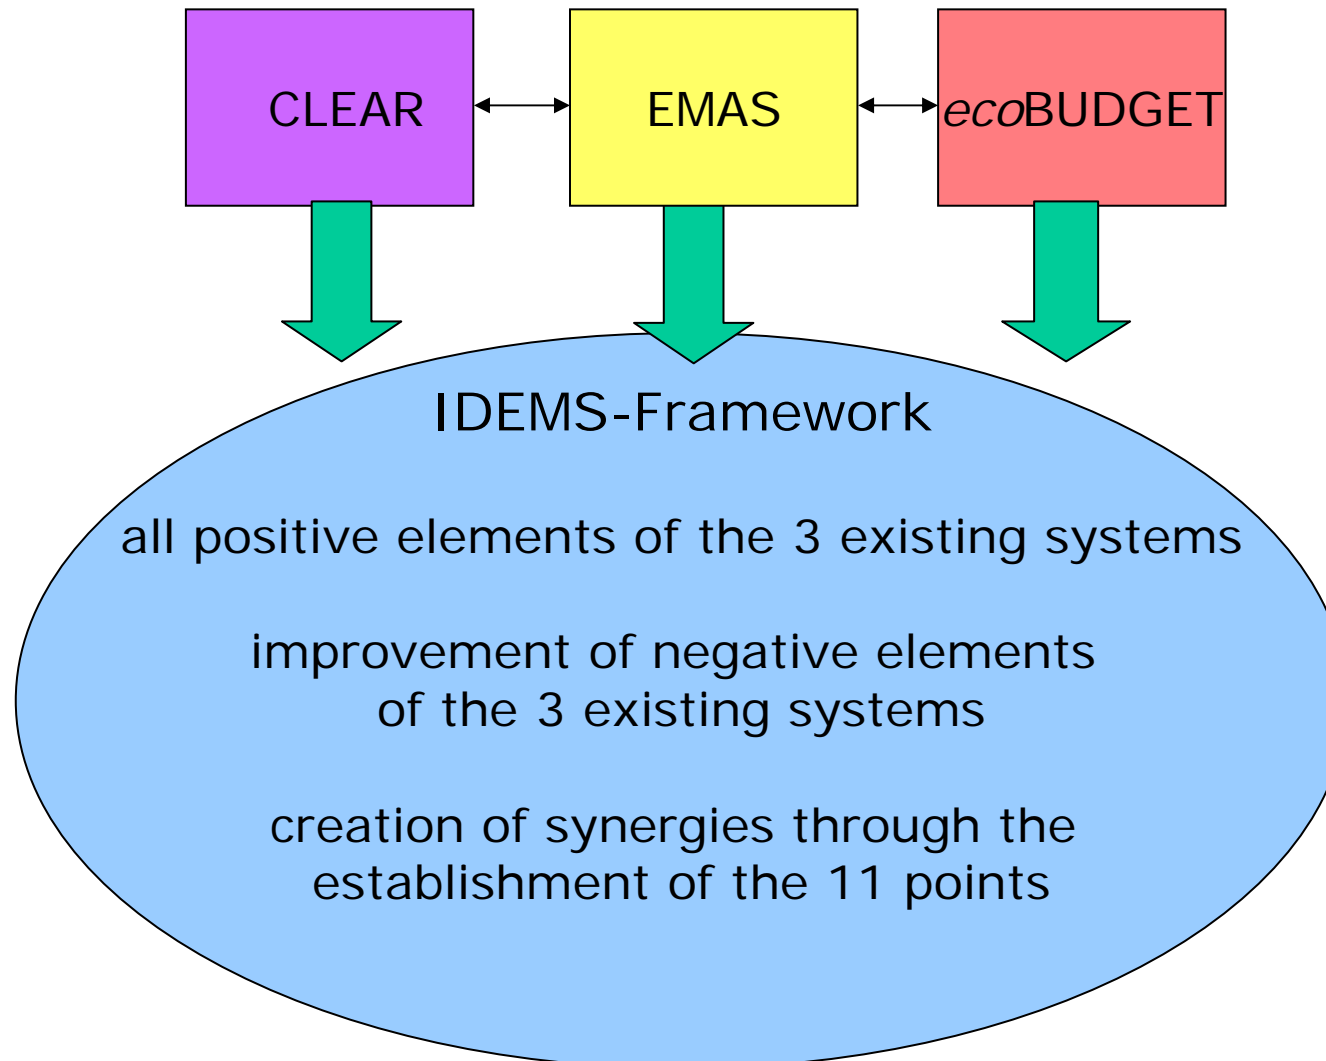 CLEAR
EMAS
ecoBUDGET
IDEMS-Framework
all positive elements of the 3 existing systems
improvement of negative elements
of the 3 existing systems
creation of synergies through the
establishment of the 11 points